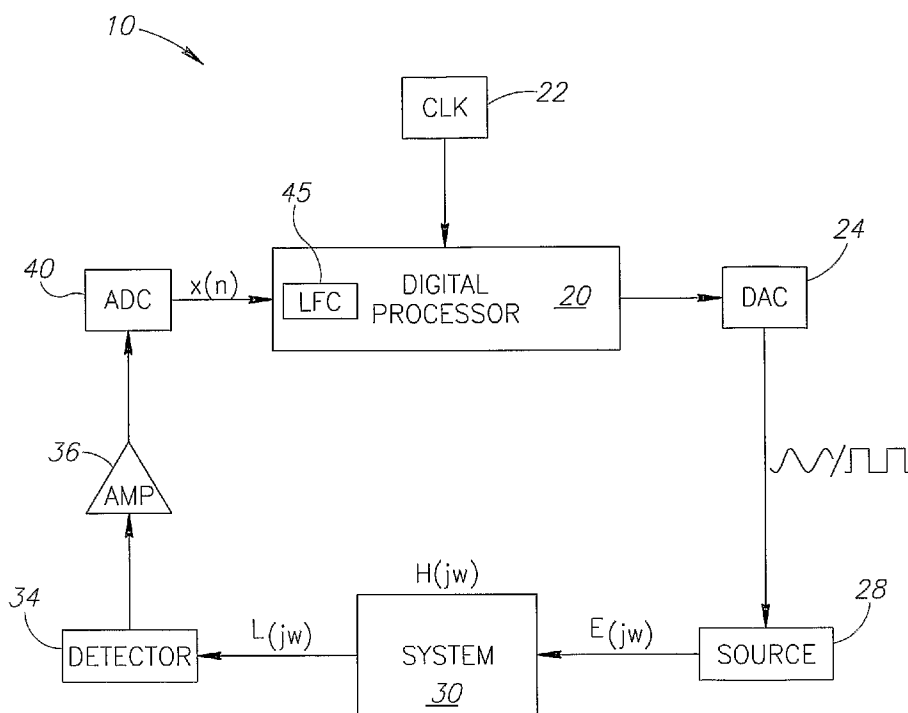 10
CLK
22
45
24
40
ADC
x(n)
LFC
DIGITAL
PROCESSOR
20
DAC
36
AMP
H(jw)
34
28
L(jw)
E(jw)
DETECTOR
SYSTEM
30
SOURCE